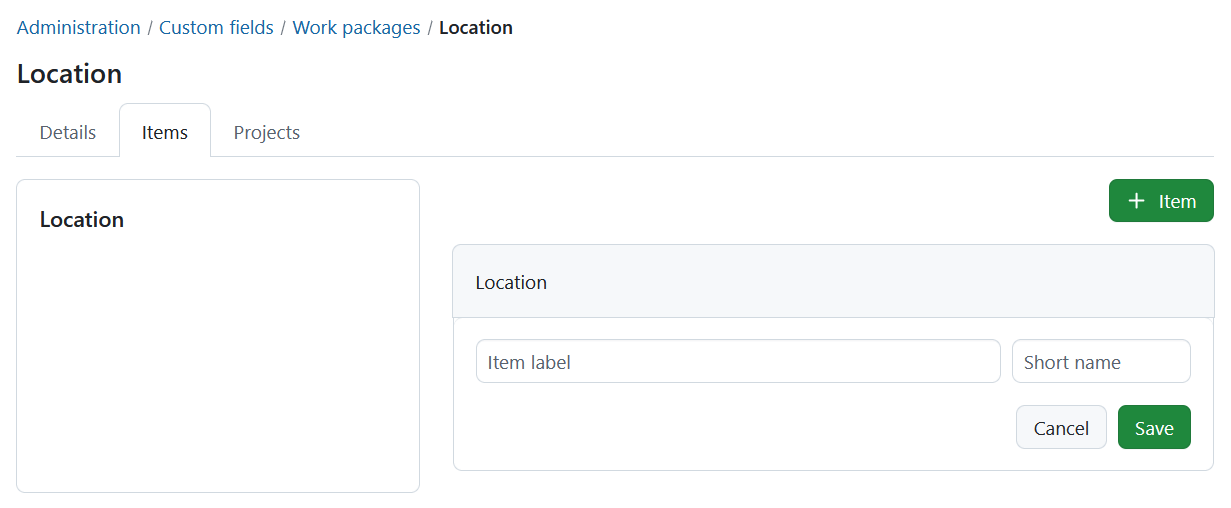 Administration / Custom fields / Work packages / Location
Location
Details Items Projects
Location
+ Item
Location
Item label Short name
Cancel Save